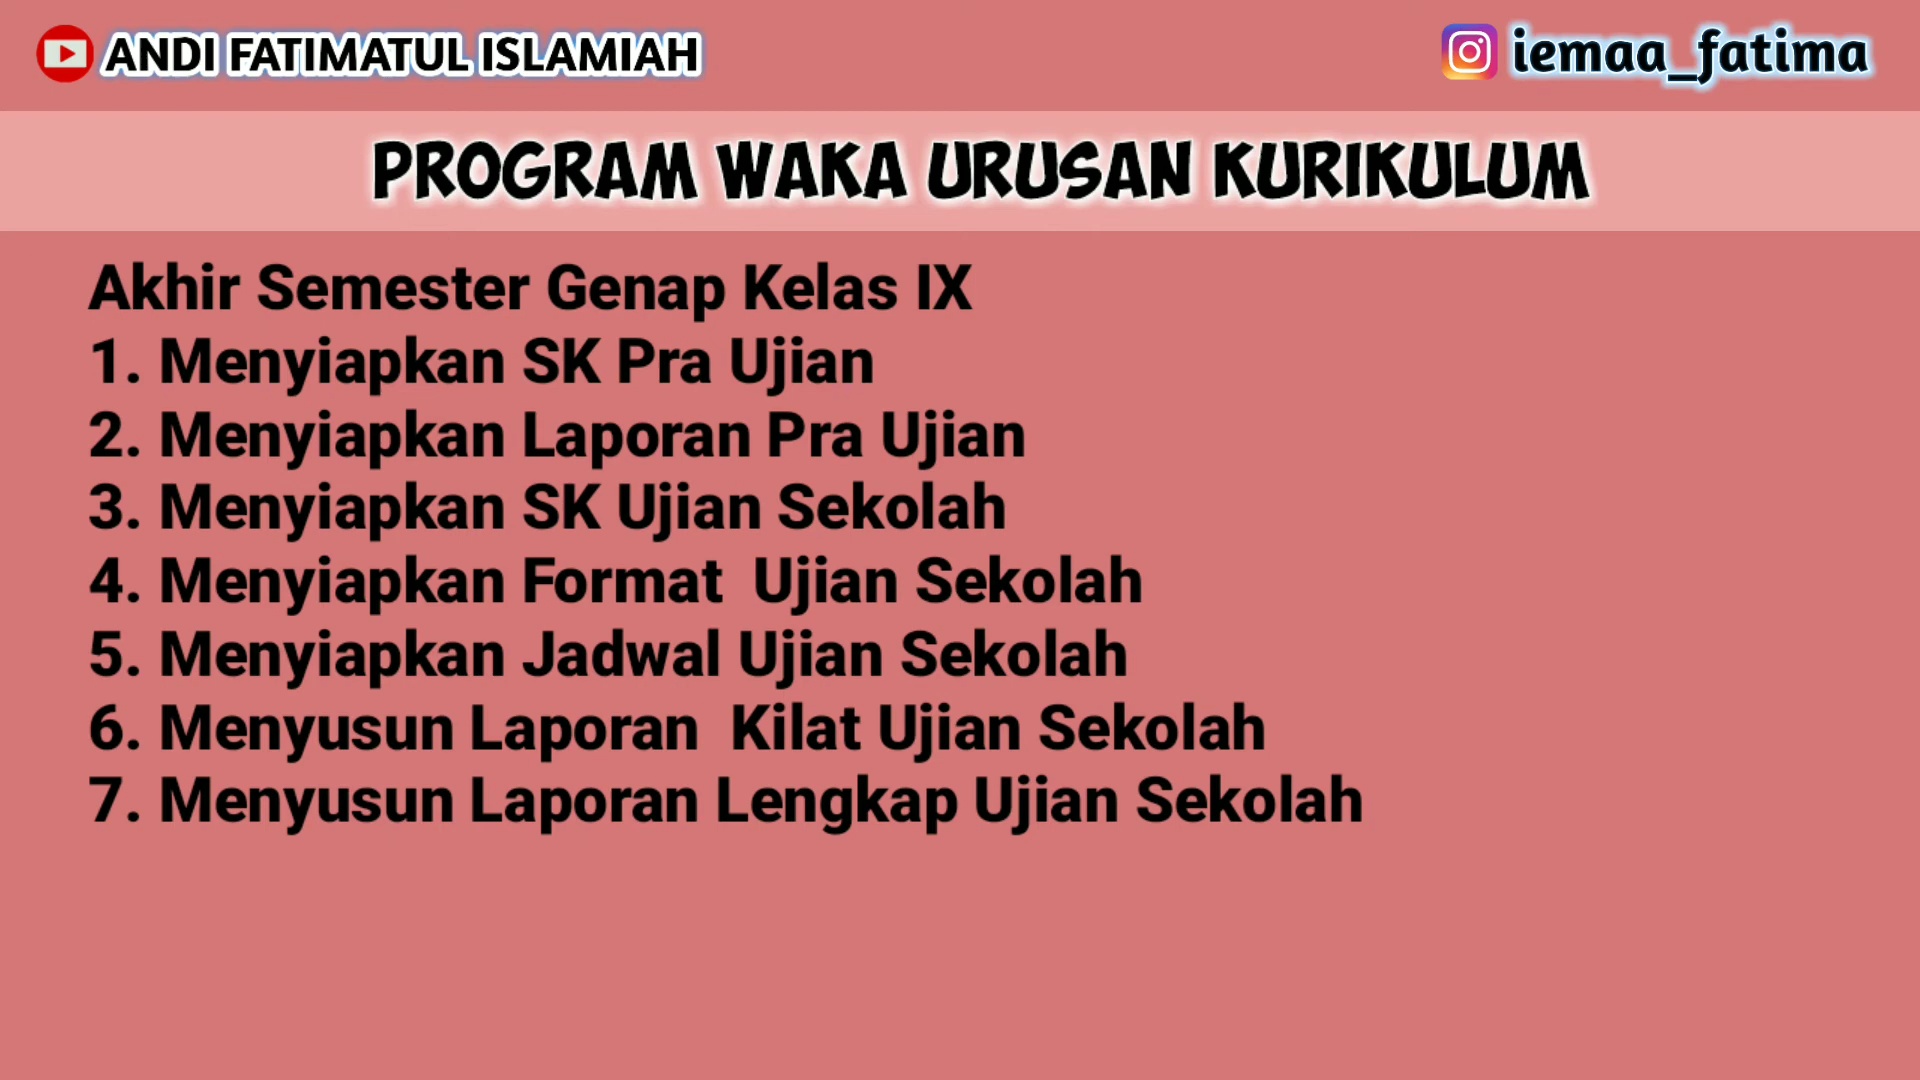 ANDI FATIMATUL ISLAMIAH
iemaa_fatima
PROGRAM WAKA URUSAN KURIKULUM
Akhir Semester Genap Kelas IX
1. Menyiapkan SK Pra Ujian
2. Menyiapkan Laporan Pra Ujian
3. Menyiapkan SK Ujian Sekolah
4. Menyiapkan Format  Ujian Sekolah
5. Menyiapkan Jadwal Ujian Sekolah
6. Menyusun Laporan  Kilat Ujian Sekolah
7. Menyusun Laporan Lengkap Ujian Sekolah